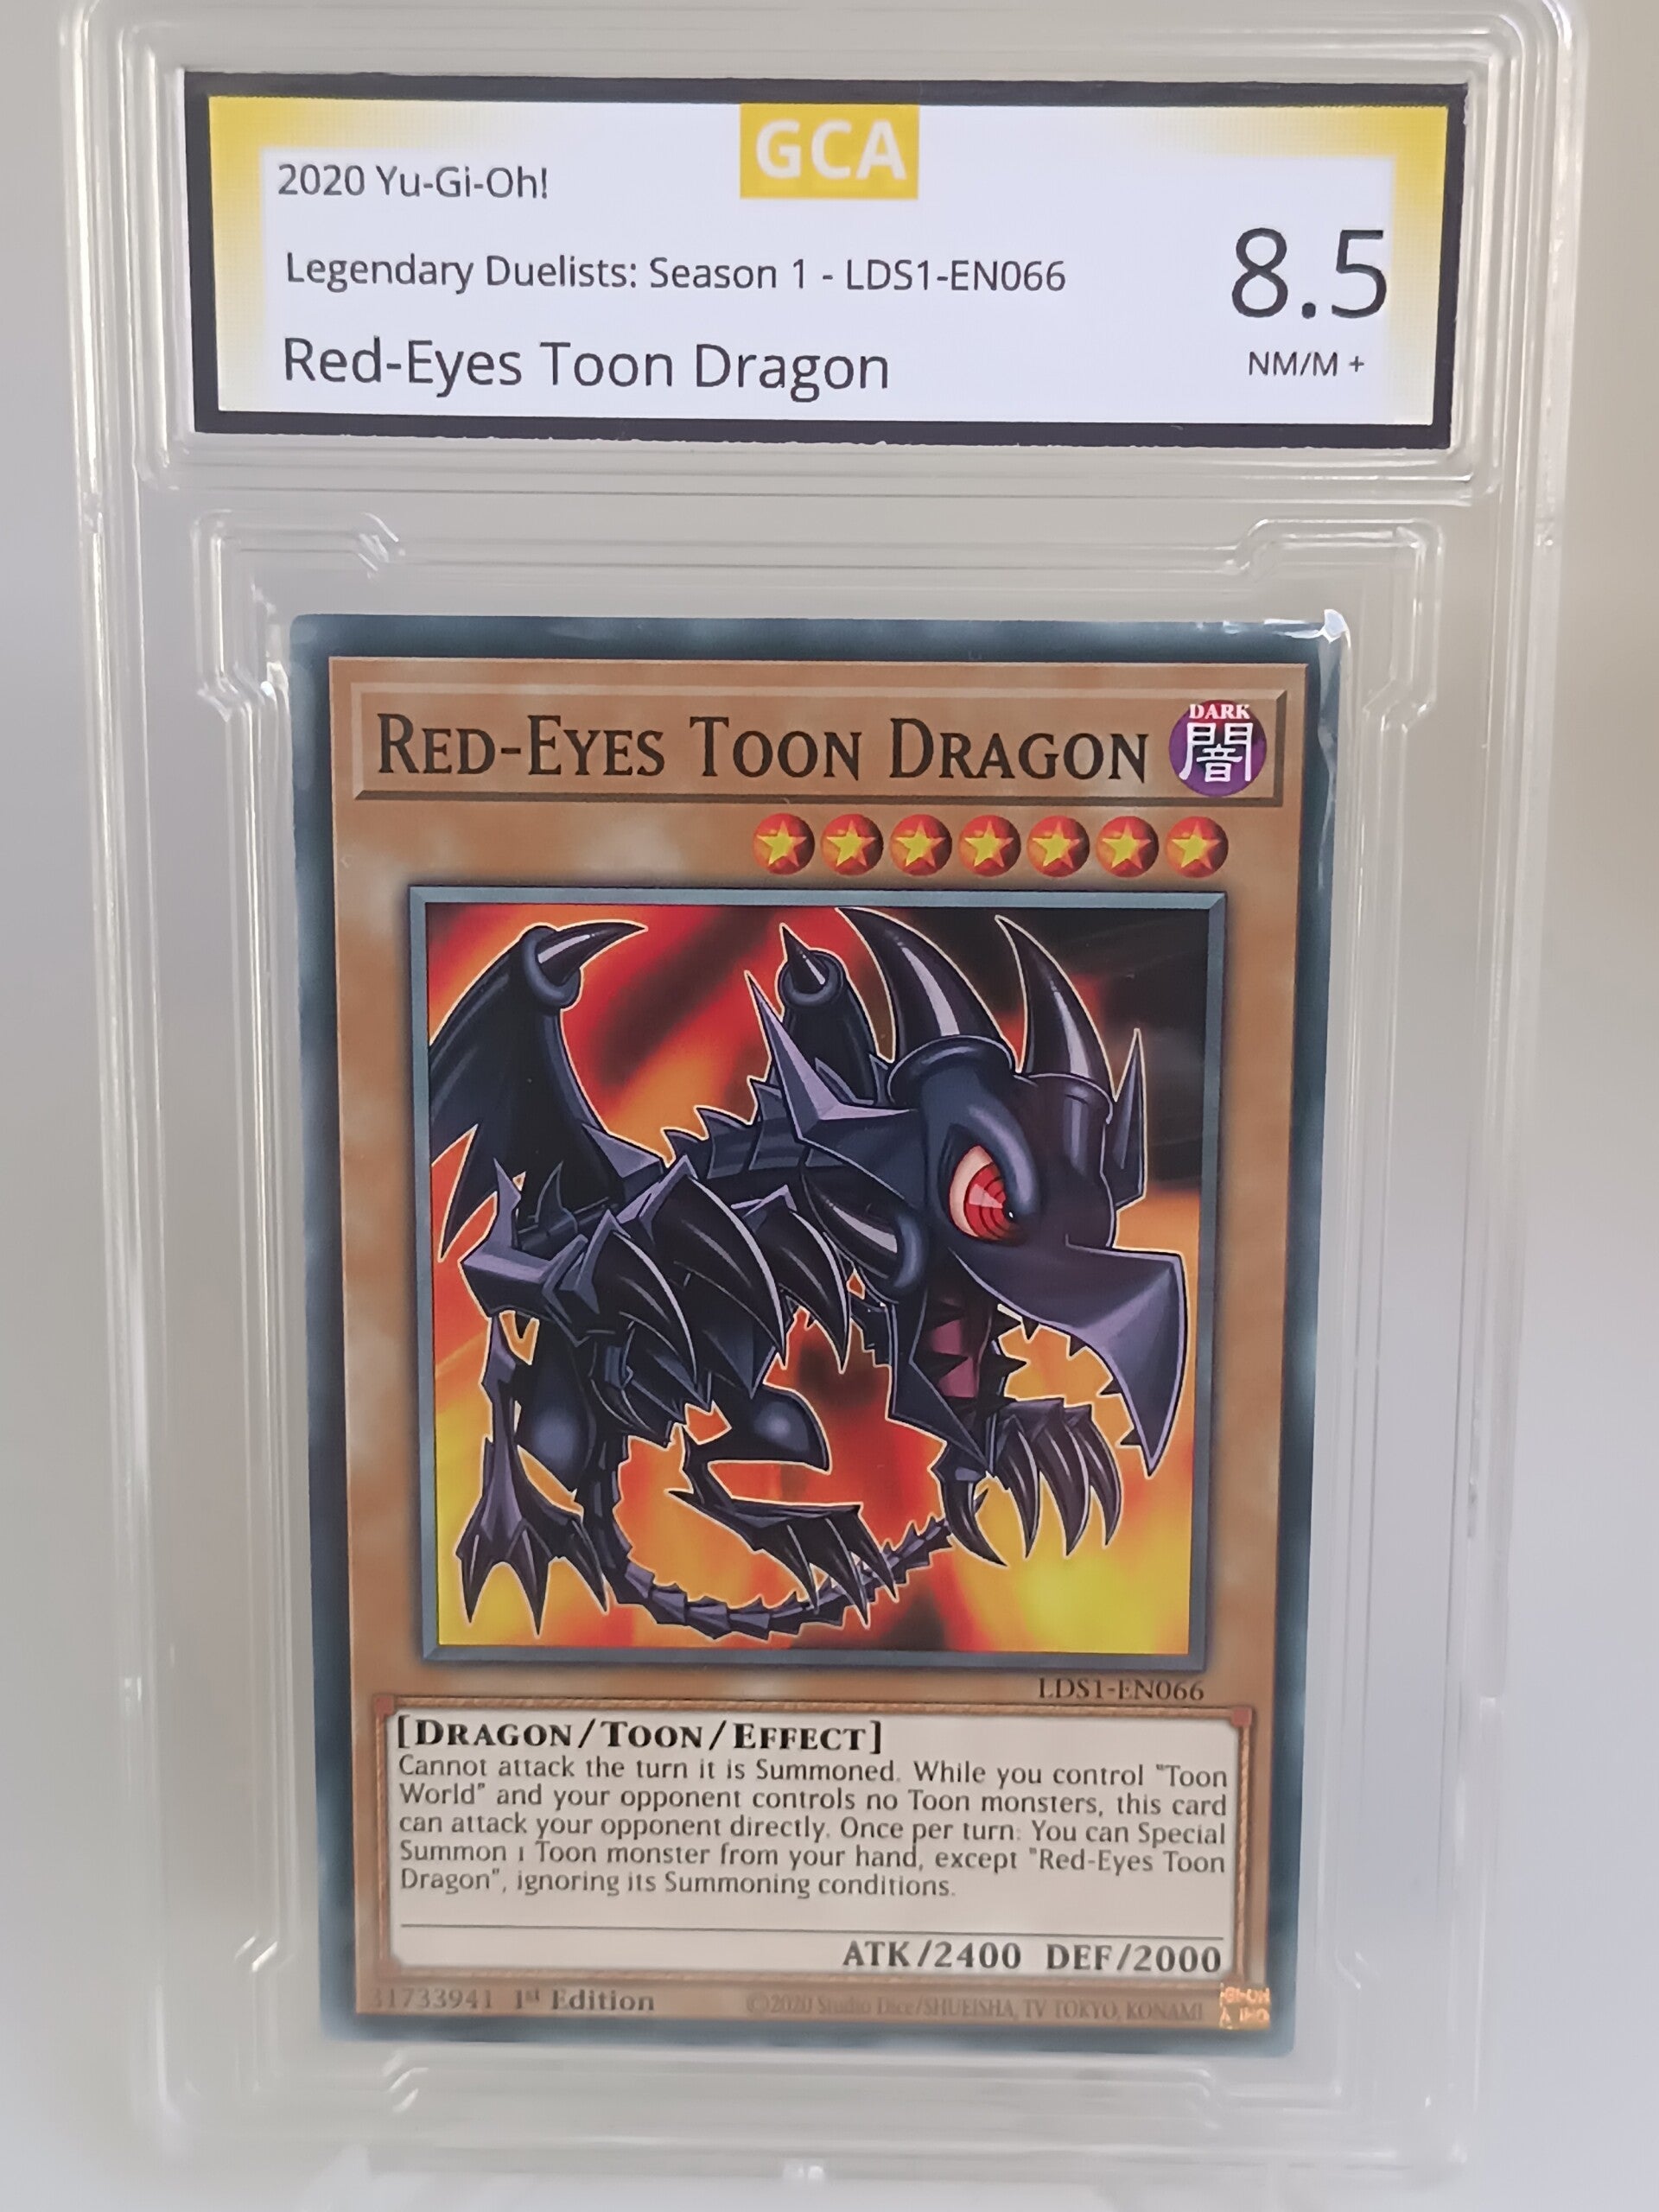 GCA
2020 Yu-Gi-Oh!
Legendary Duelists: Season 1 - LDS1-EN066
8.5
Red-Eyes Toon Dragon
NM/M +
RED-EYES TOON DRAGON
DARK
闇
LDS1-EN066
[DRAGON/TOON/EFFECT]
Cannot attack the turn it is Summoned. While you control "Toon
World" and your opponent controls no Toon monsters, this card
can attack your opponent directly. Once per turn: You can Special
Summon 1 Toon monster from your hand, except "Red-Eyes Toon
Dragon", ignoring its Summoning conditions.
ATK/2400 DEF/2000
31733941 1st Edition
©2020 Studio Dice/SHUEISHA, TV TOKYO, KONAMI